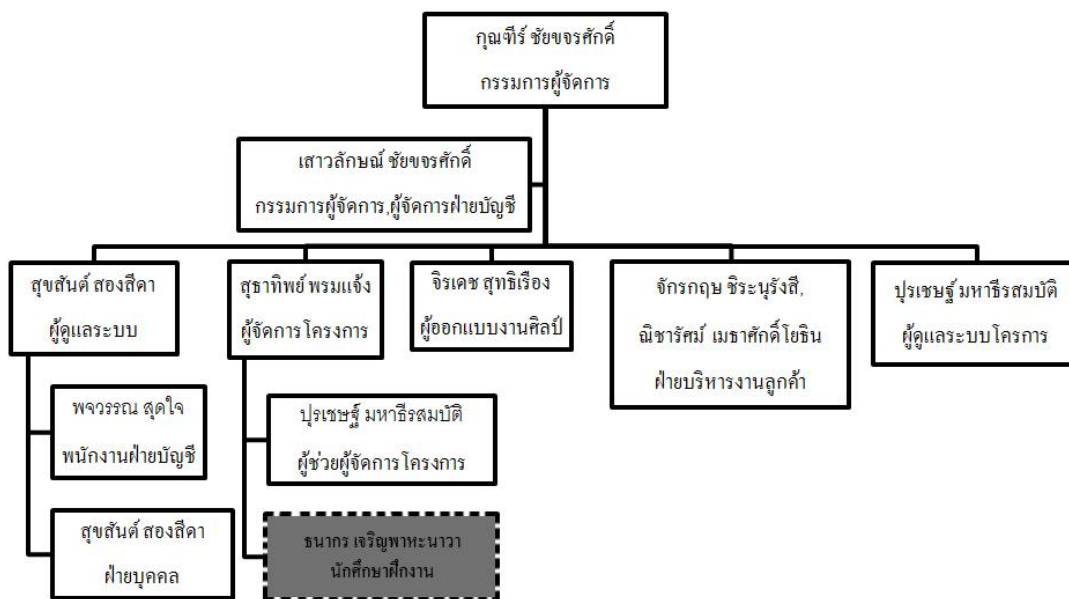 กุณฑีร์ ชัยขจรศักดิ์
กรรมการผู้จัดการ
เสาวลักษณ์ ชัยขจรศักดิ์
กรรมการผู้จัดการ,ผู้จัดการฝ่ายบัญชี
สุขสันต์ สองสีดา
ผู้ดูแลระบบ
สุธาทิพย์ พรมแจ้ง
ผู้จัดการโครงการ
จิรเดช สุทธิเรือง
ผู้ออกแบบงานศิลป์
จักรกฤษ ชิระนุรังสี,
ณิชารัศม์ เมธาศักดิ์โยธิน
ฝ่ายบริหารงานลูกค้า
ปุรเชษฐ์ มหาธีรสมบัติ
ผู้ดูแลระบบโครการ
พจวรรณ สุดใจ
พนักงานฝ่ายบัญชี
ปุรเชษฐ์ มหาธีรสมบัติ
ผู้ช่วยผู้จัดการโครงการ
สุขสันต์ สองสีดา
ฝ่ายบุคคล
ธนากร เจริญพาหะนาวา
นักศึกษาฝึกงาน